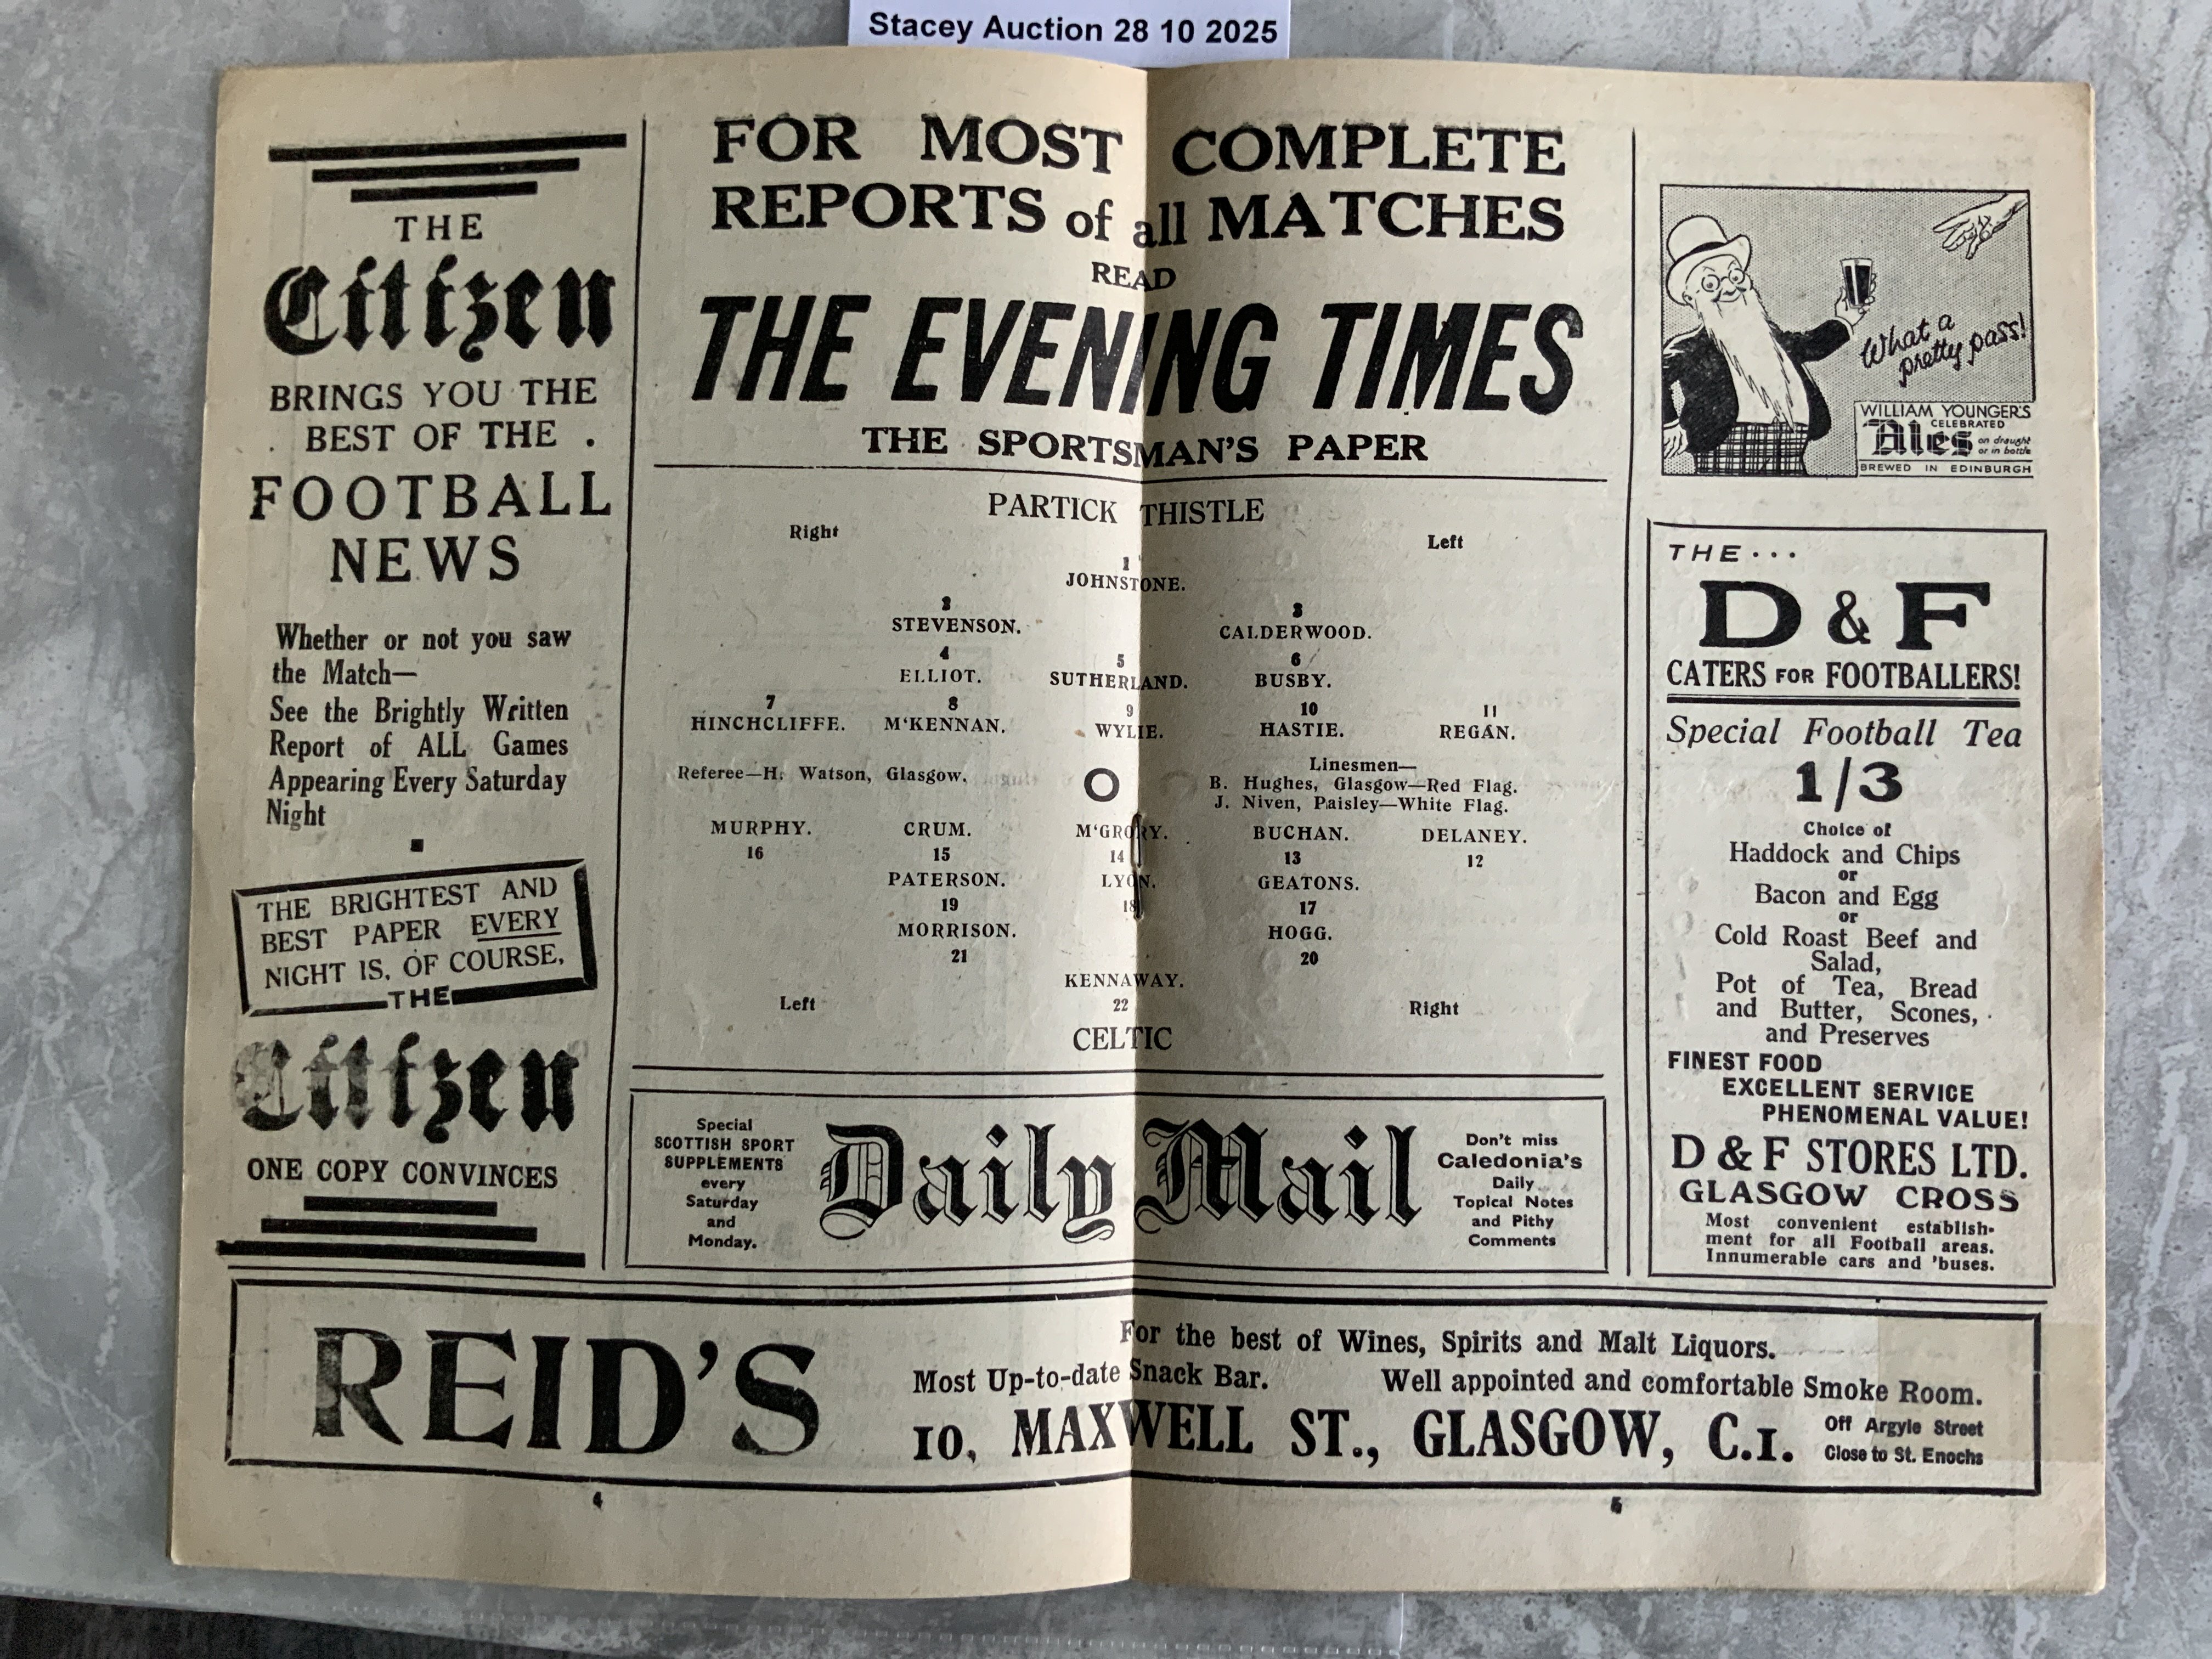 Stacey Auction 28 10 2025
THE
Citizen
BRINGS YOU THE
. BEST OF THE .
FOOTBALL
NEWS
Whether or not you saw
the Match—
See the Brightly Written
Report of ALL Games
Appearing Every Saturday
Night
THE BRIGHTEST AND
BEST PAPER EVERY
NIGHT IS, OF COURSE,
THE
Citizen
ONE COPY CONVINCES
FOR MOST COMPLETE
REPORTS of all MATCHES
READ
THE EVENING TIMES
THE SPORTSMAN'S PAPER
PARTICK THISTLE
Right Left
1
JOHNSTONE.
2 3
STEVENSON. CALDERWOOD.
4 5 6
ELLIOT. SUTHERLAND. BUSBY.
7 8 9 10 11
HINCHCLIFFE. M'KENNAN. WYLIE. HASTIE. REGAN.
Referee—H. Watson, Glasgow. O Linesmen—
B. Hughes, Glasgow—Red Flag.
J. Niven, Paisley—White Flag.
MURPHY. CRUM. M'GRORY. BUCHAN. DELANEY.
16 15 14 13 12
PATERSON. LYON. GEATONS.
19 18 17
MORRISON. HOGG.
21 20
KENNAWAY.
Left 22 Right
CELTIC
Special
SCOTTISH SPORT
SUPPLEMENTS
every
Saturday
and
Monday.
Daily Mail
Don't miss
Caledonia's
Daily
Topical Notes
and Pithy
Comments
What a
pretty pass!
WILLIAM YOUNGER'S
CELEBRATED
Ales on draught
or in bottle
BREWED IN EDINBURGH
THE...
D & F
CATERS FOR FOOTBALLERS!
Special Football Tea
1/3
Choice of
Haddock and Chips
or
Bacon and Egg
or
Cold Roast Beef and
Salad,
Pot of Tea, Bread
and Butter, Scones,
and Preserves
FINEST FOOD
EXCELLENT SERVICE
PHENOMENAL VALUE!
D & F STORES LTD.
GLASGOW CROSS
Most convenient establish-
ment for all Football areas.
Innumerable cars and 'buses.
REID'S
For the best of Wines, Spirits and Malt Liquors.
Most Up-to-date Snack Bar. Well appointed and comfortable Smoke Room.
10, MAXWELL ST., GLASGOW, C.1.
Off Argyle Street
Close to St. Enochs
4 5